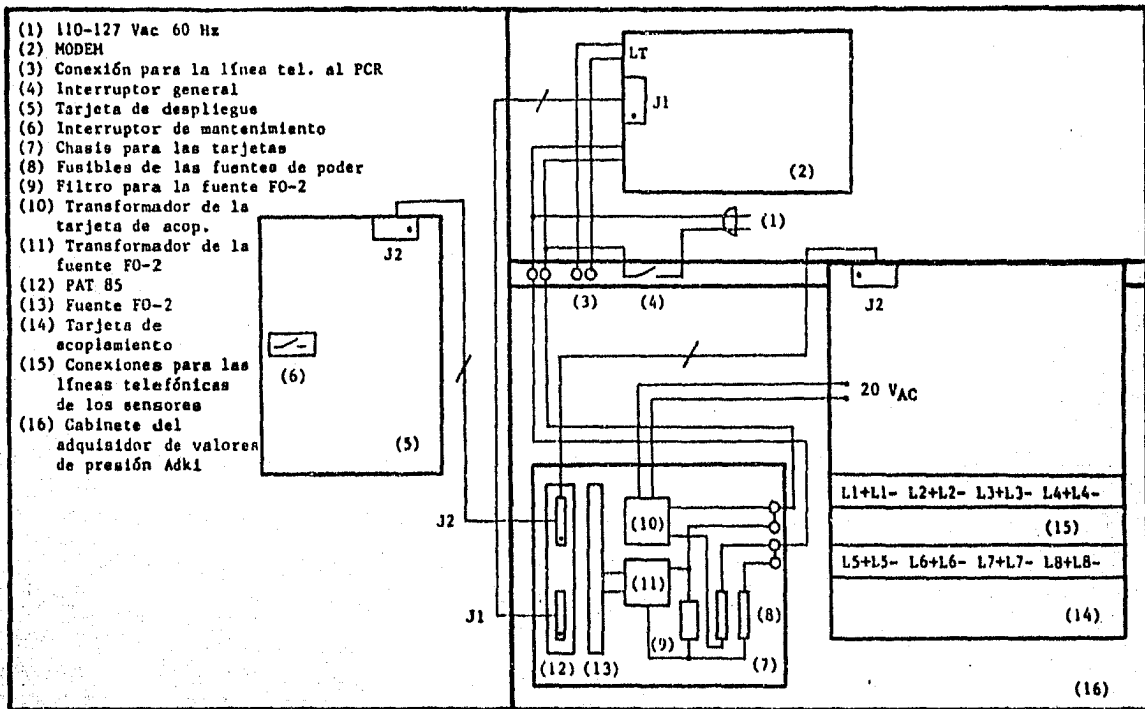 (1) 110-127 Vac 60 Hz
(2) MODEM
(3) Conexión para la línea tel. al PCR
(4) Interruptor general
(5) Tarjeta de despliegue
(6) Interruptor de mantenimiento
(7) Chasis para las tarjetas
(8) Fusibles de las fuentes de poder
(9) Filtro para la fuente FO-2
(10) Transformador de la
tarjeta de acop.
(11) Transformador de la
fuente FO-2
(12) PAT 85
(13) Fuente FO-2
(14) Tarjeta de
acoplamiento
(15) Conexiones para las
líneas telefónicas
de los sensores
(16) Cabinete del
adquisidor de valores
de presión Adki
J2
(6)
(5)
LT
J1
(2)
(1)
(3)
(4)
J2
20 VAC
L1+L1- L2+L2- L3+L3- L4+L4-
(15)
L5+L5- L6+L6- L7+L7- L8+L8-
(14)
J2
(10)
(11)
J1
(8)
(9)
(12)
(13)
(7)
(16)